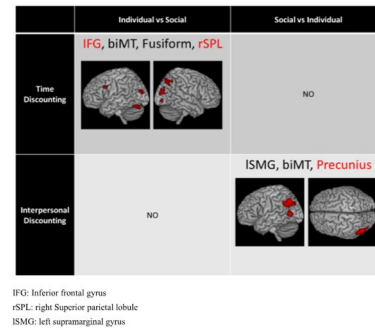 Individual vs Social
Social vs Individual
Time
Discounting
IFG, biMT, Fusiform, rSPL
NO
Interpersonal
Discounting
NO
lSMG, biMT, Precunius
lFG: Inferior frontal gyrus
rSPL: right Superior parietal lobule
lSMG: left supramarginal gyrus